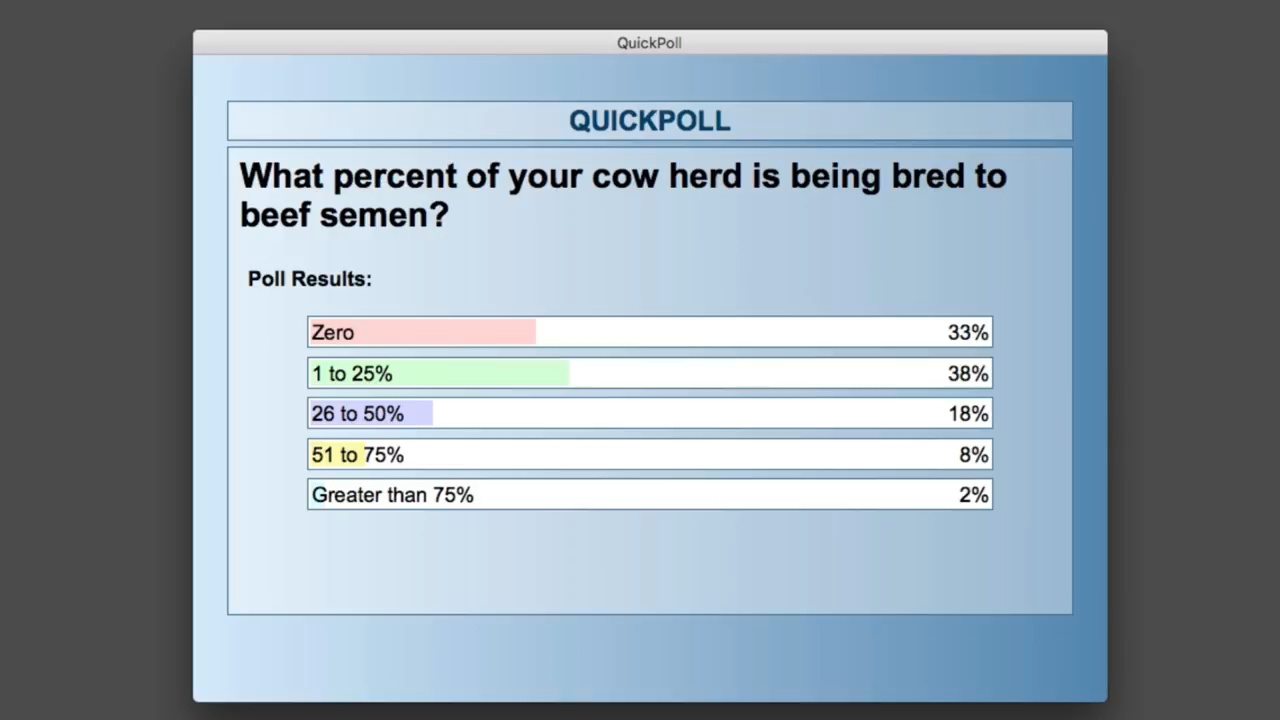 QuickPoll
QUICKPOLL
What percent of your cow herd is being bred to
beef semen?
Poll Results:
Zero 33%
1 to 25% 38%
26 to 50% 18%
51 to 75% 8%
Greater than 75% 2%